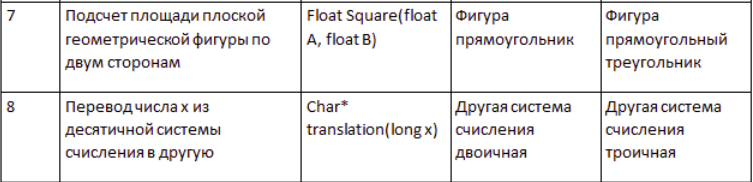 7
Подсчет площади плоской
геометрической фигуры по
двум сторонам
Float Square(float
A, float B)
Фигура
прямоугольник
Фигура
прямоугольный
треугольник
8
Перевод числа x из
десятичной системы
счисления в другую
Char*
translation(long x)
Другая система
счисления
двоичная
Другая система
счисления
троичная